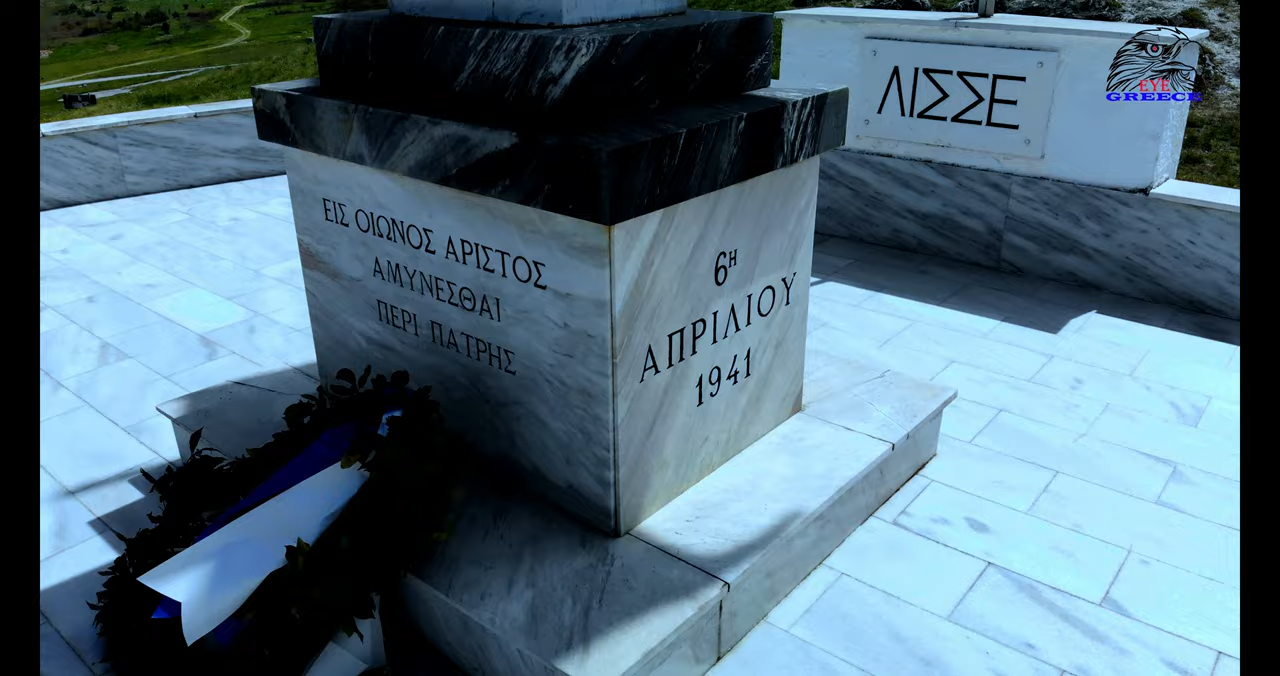 ΕΙΣ ΟΙΩΝΟΣ ΑΡΙΣΤΟΣ
ΑΜΥΝΕΣΘΑΙ
ΠΕΡΙ ΠΑΤΡΗΣ
6Η
ΑΠΡΙΛΙΟΥ
1941
ΛΙΣΣΕ
EYE
GREECE